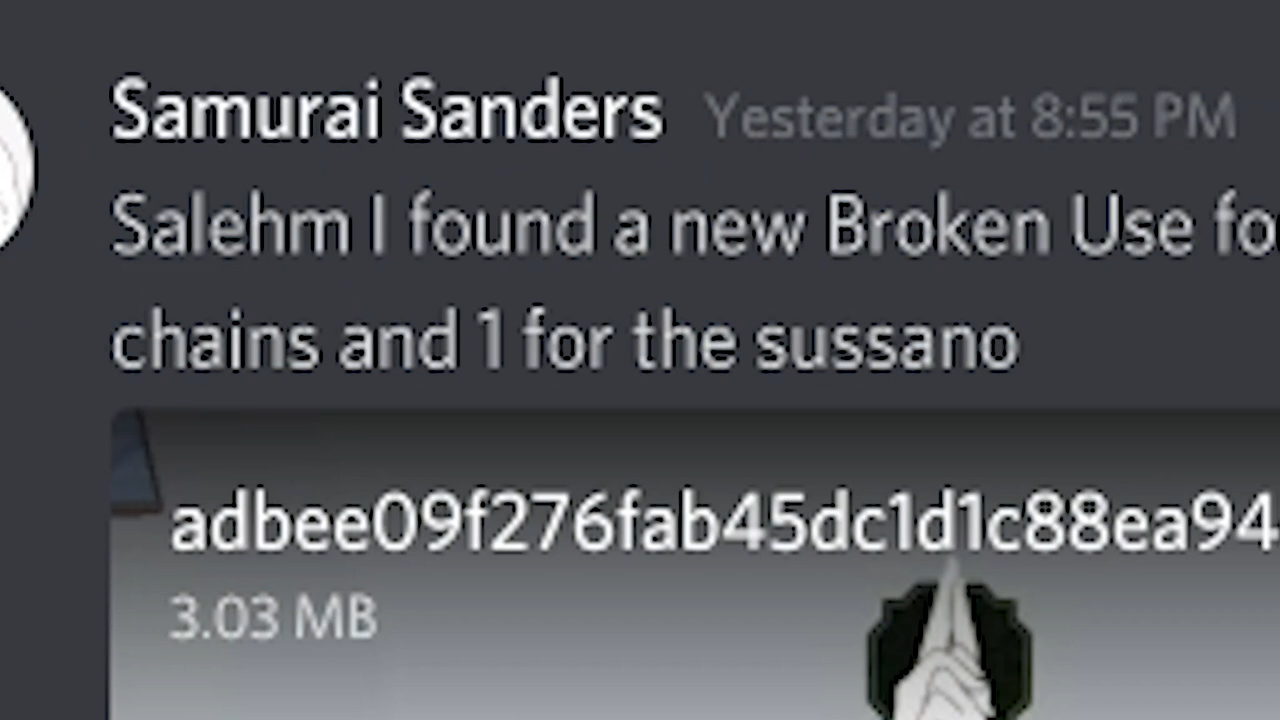 Samurai Sanders Yesterday at 8:55 PM
Salehm I found a new Broken Use fo
chains and 1 for the sussano
adbee09f276fab45dc1d1c88ea94
3.03 MB